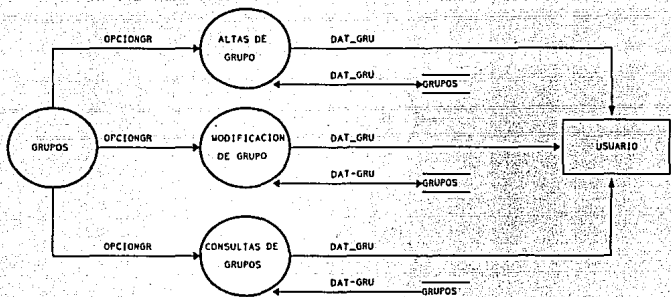 OPCIONGR
ALTAS DE
GRUPO
DAT_GRU
DAT_GRU
GRUPOS
GRUPOS
OPCIONGR
MODIFICACION
DE GRUPO
DAT_GRU
USUARIO
DAT-GRU
GRUPOS
OPCIONGR
CONSULTAS DE
GRUPOS
DAT_GRU
DAT-GRU
GRUPOS